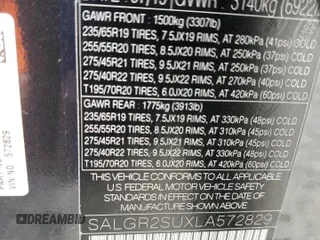 GVWR: 3140kg (6922
GAWR FRONT: 1500kg (3307lb)
235/65R19 TIRES, 7.5JX19 RIMS, AT 280kPa (41psi) COLD
255/55R20 TIRES, 8.5JX20 RIMS, AT 250kPa (37psi) COLD
275/45R21 TIRES, 9.5JX21 RIMS, AT 250kPa (37psi) COLD
275/40R22 TIRES, 9.5JX22 RIMS, AT 270kPa (40psi) COLD
T195/70R20 TIRES, 6.0JX20 RIMS, AT 420kPa (60psi) COLD
GAWR REAR: 1775kg (3913lb)
235/65R19 TIRES, 7.5JX19 RIMS, AT 330kPa (48psi) COLD
255/55R20 TIRES, 8.5JX20 RIMS, AT 310kPa (45psi) COLD
275/45R21 TIRES, 9.5JX21 RIMS, AT 310kPa (45psi) COLD
275/40R22 TIRES, 9.5JX22 RIMS, AT 330kPa (48psi) COLD
T195/70R20 TIRES, 6.0JX20 RIMS, AT 420kPa (60psi) COLD
THIS VEHICLE CONFORMS TO ALL APPLICABLE
U.S. FEDERAL MOTOR VEHICLE SAFETY
STANDARDS IN EFFECT ON THE DATE OF
MANUFACTURE SHOWN ABOVE.
SALGR2SUXLA572829
VIN NO. 572829